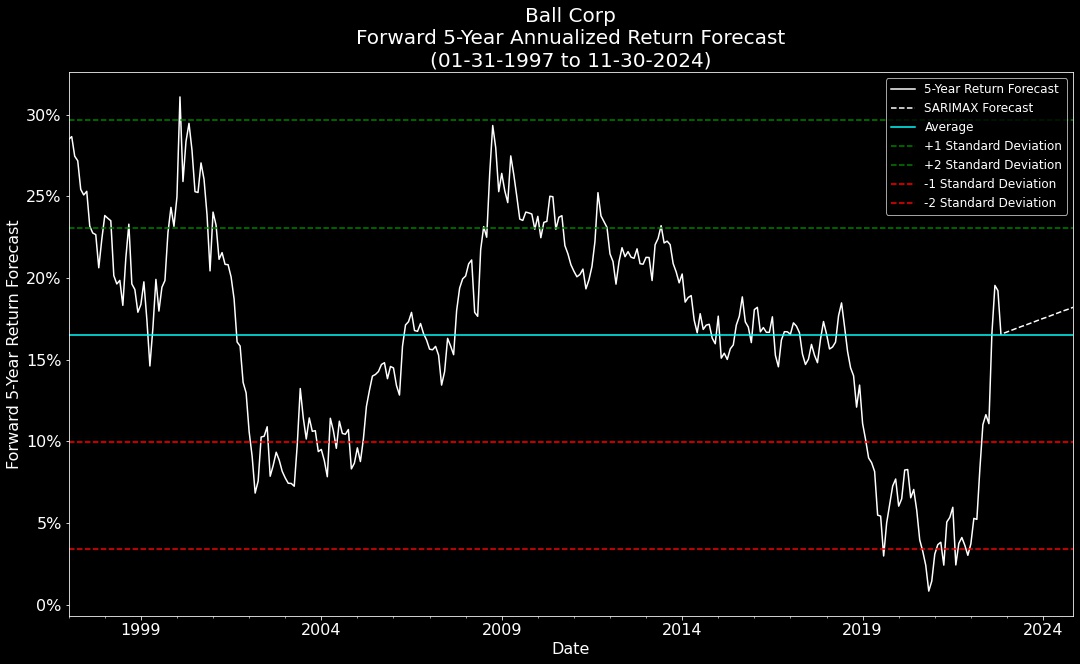 Ball Corp
Forward 5-Year Annualized Return Forecast
(01-31-1997 to 11-30-2024)
5-Year Return Forecast
SARIMAX Forecast
Average
+1 Standard Deviation
+2 Standard Deviation
-1 Standard Deviation
-2 Standard Deviation
Forward 5-Year Return Forecast
30%
25%
20%
15%
10%
5%
0%
1999 2004 2009 2014 2019 2024
Date